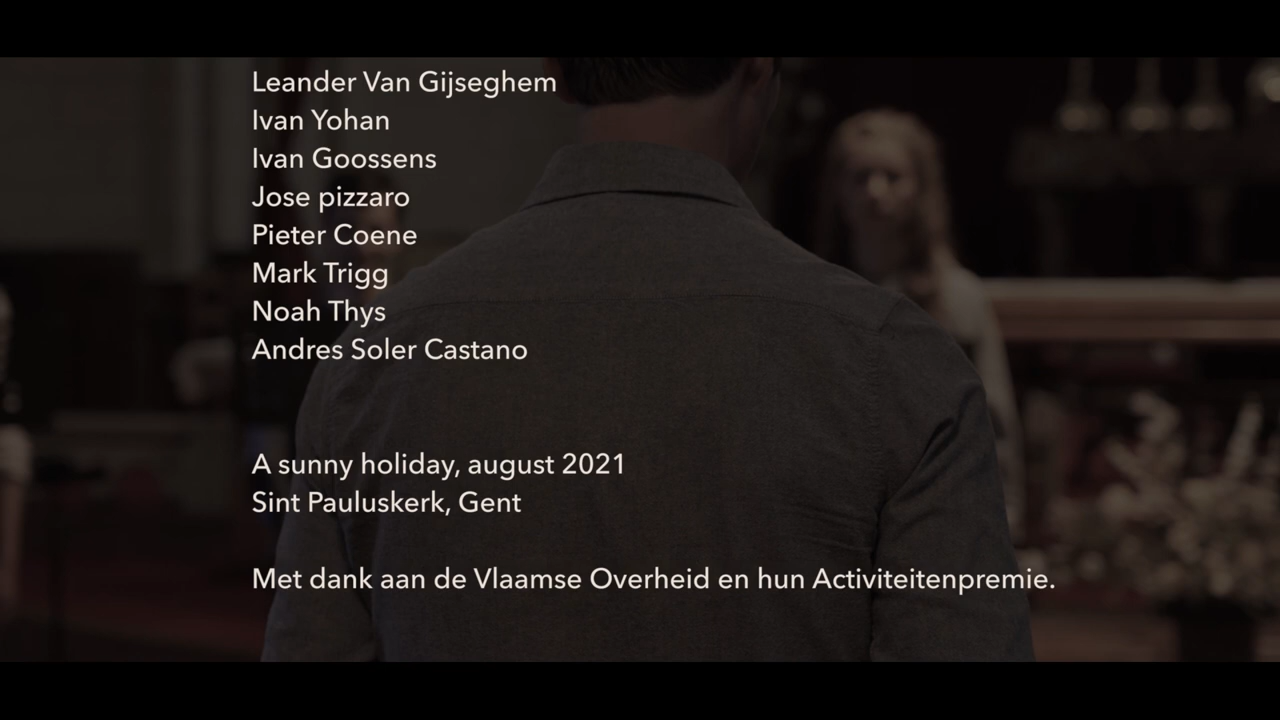 Leander Van Gijseghem
Ivan Yohan
Ivan Goossens
Jose pizzaro
Pieter Coene
Mark Trigg
Noah Thys
Andres Soler Castano
A sunny holiday, august 2021
Sint Pauluskerk, Gent
Met dank aan de Vlaamse Overheid en hun Activiteitenpremie.